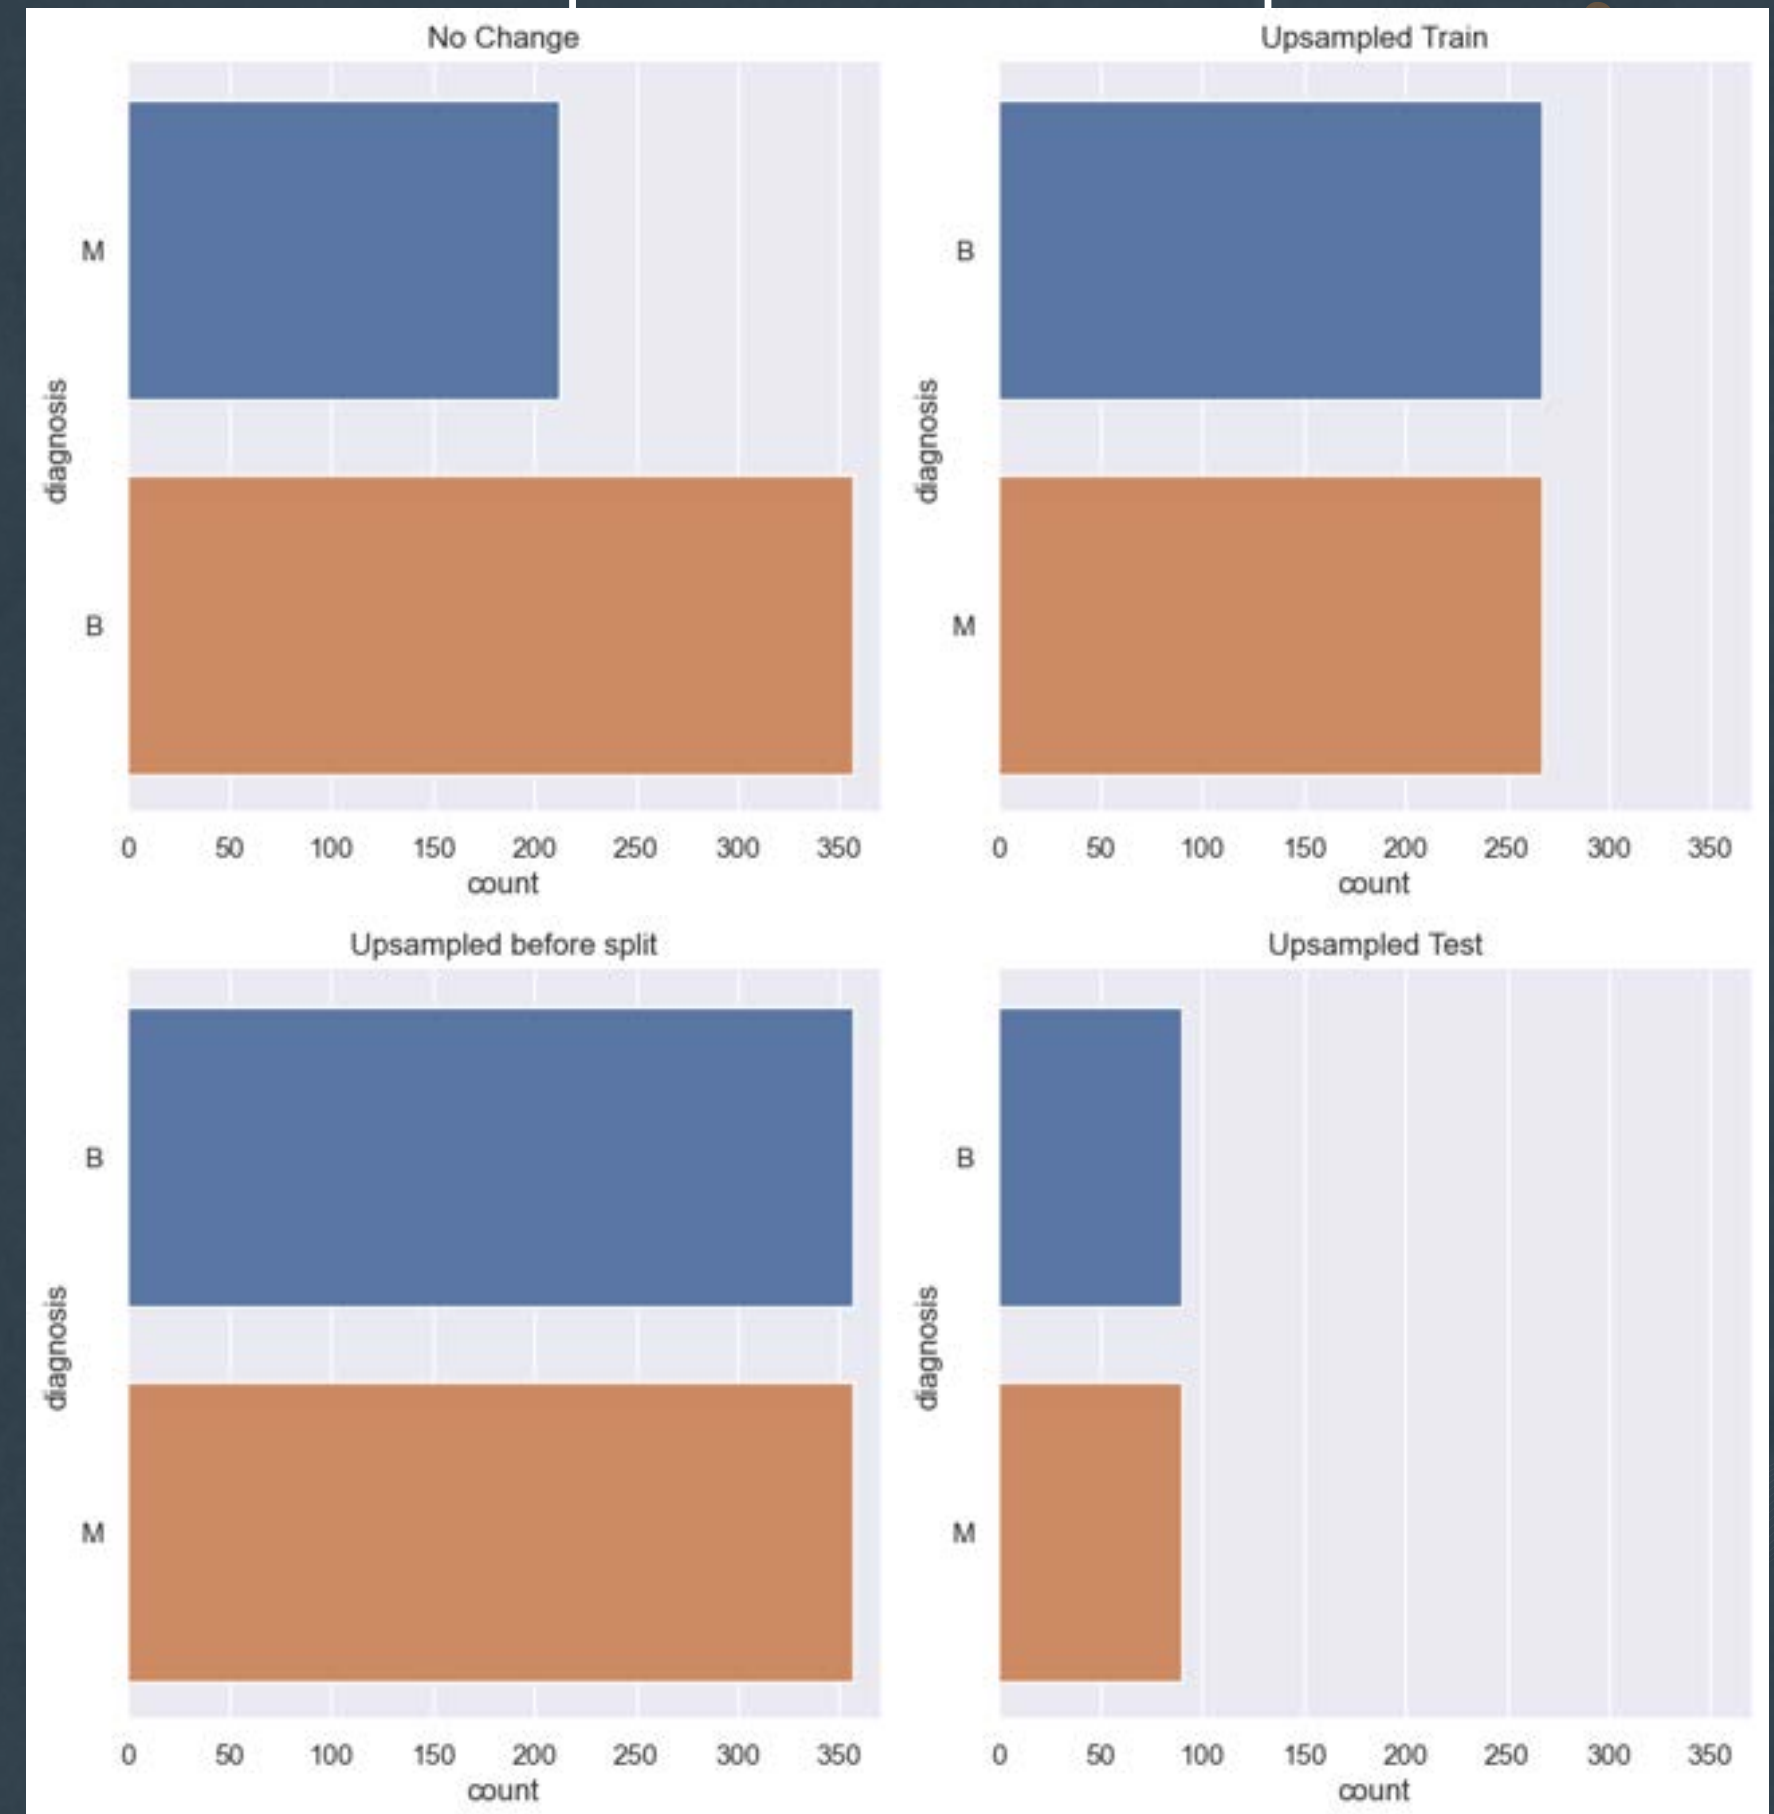 No Change
M
diagnosis
B
0 50 100 150 200 250 300 350
count
Upsampled Train
B
diagnosis
M
0 50 100 150 200 250 300 350
count
Upsampled before split
B
diagnosis
M
0 50 100 150 200 250 300 350
count
Upsampled Test
B
diagnosis
M
0 50 100 150 200 250 300 350
count